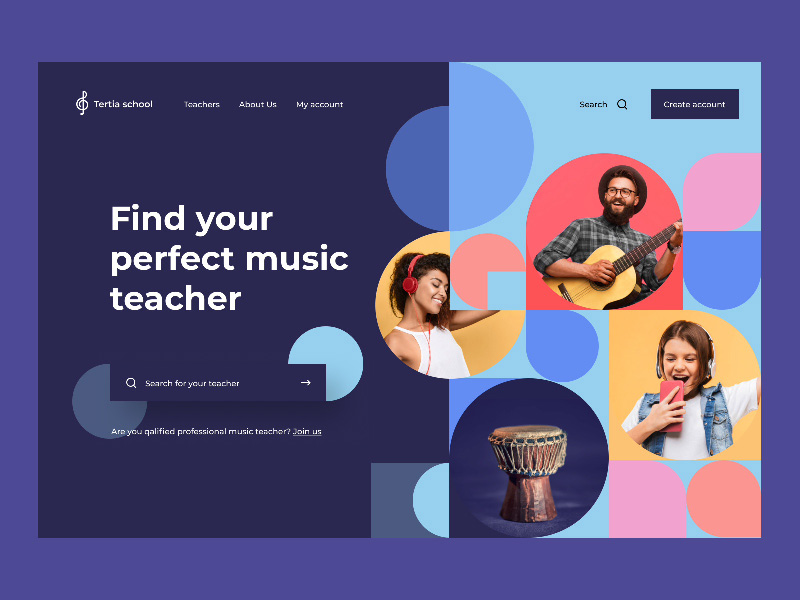 Tertia school
Teachers
About Us
My account
Search
Create account
Find your
perfect music
teacher
Search for your teacher
Are you qalified professional music teacher? Join us